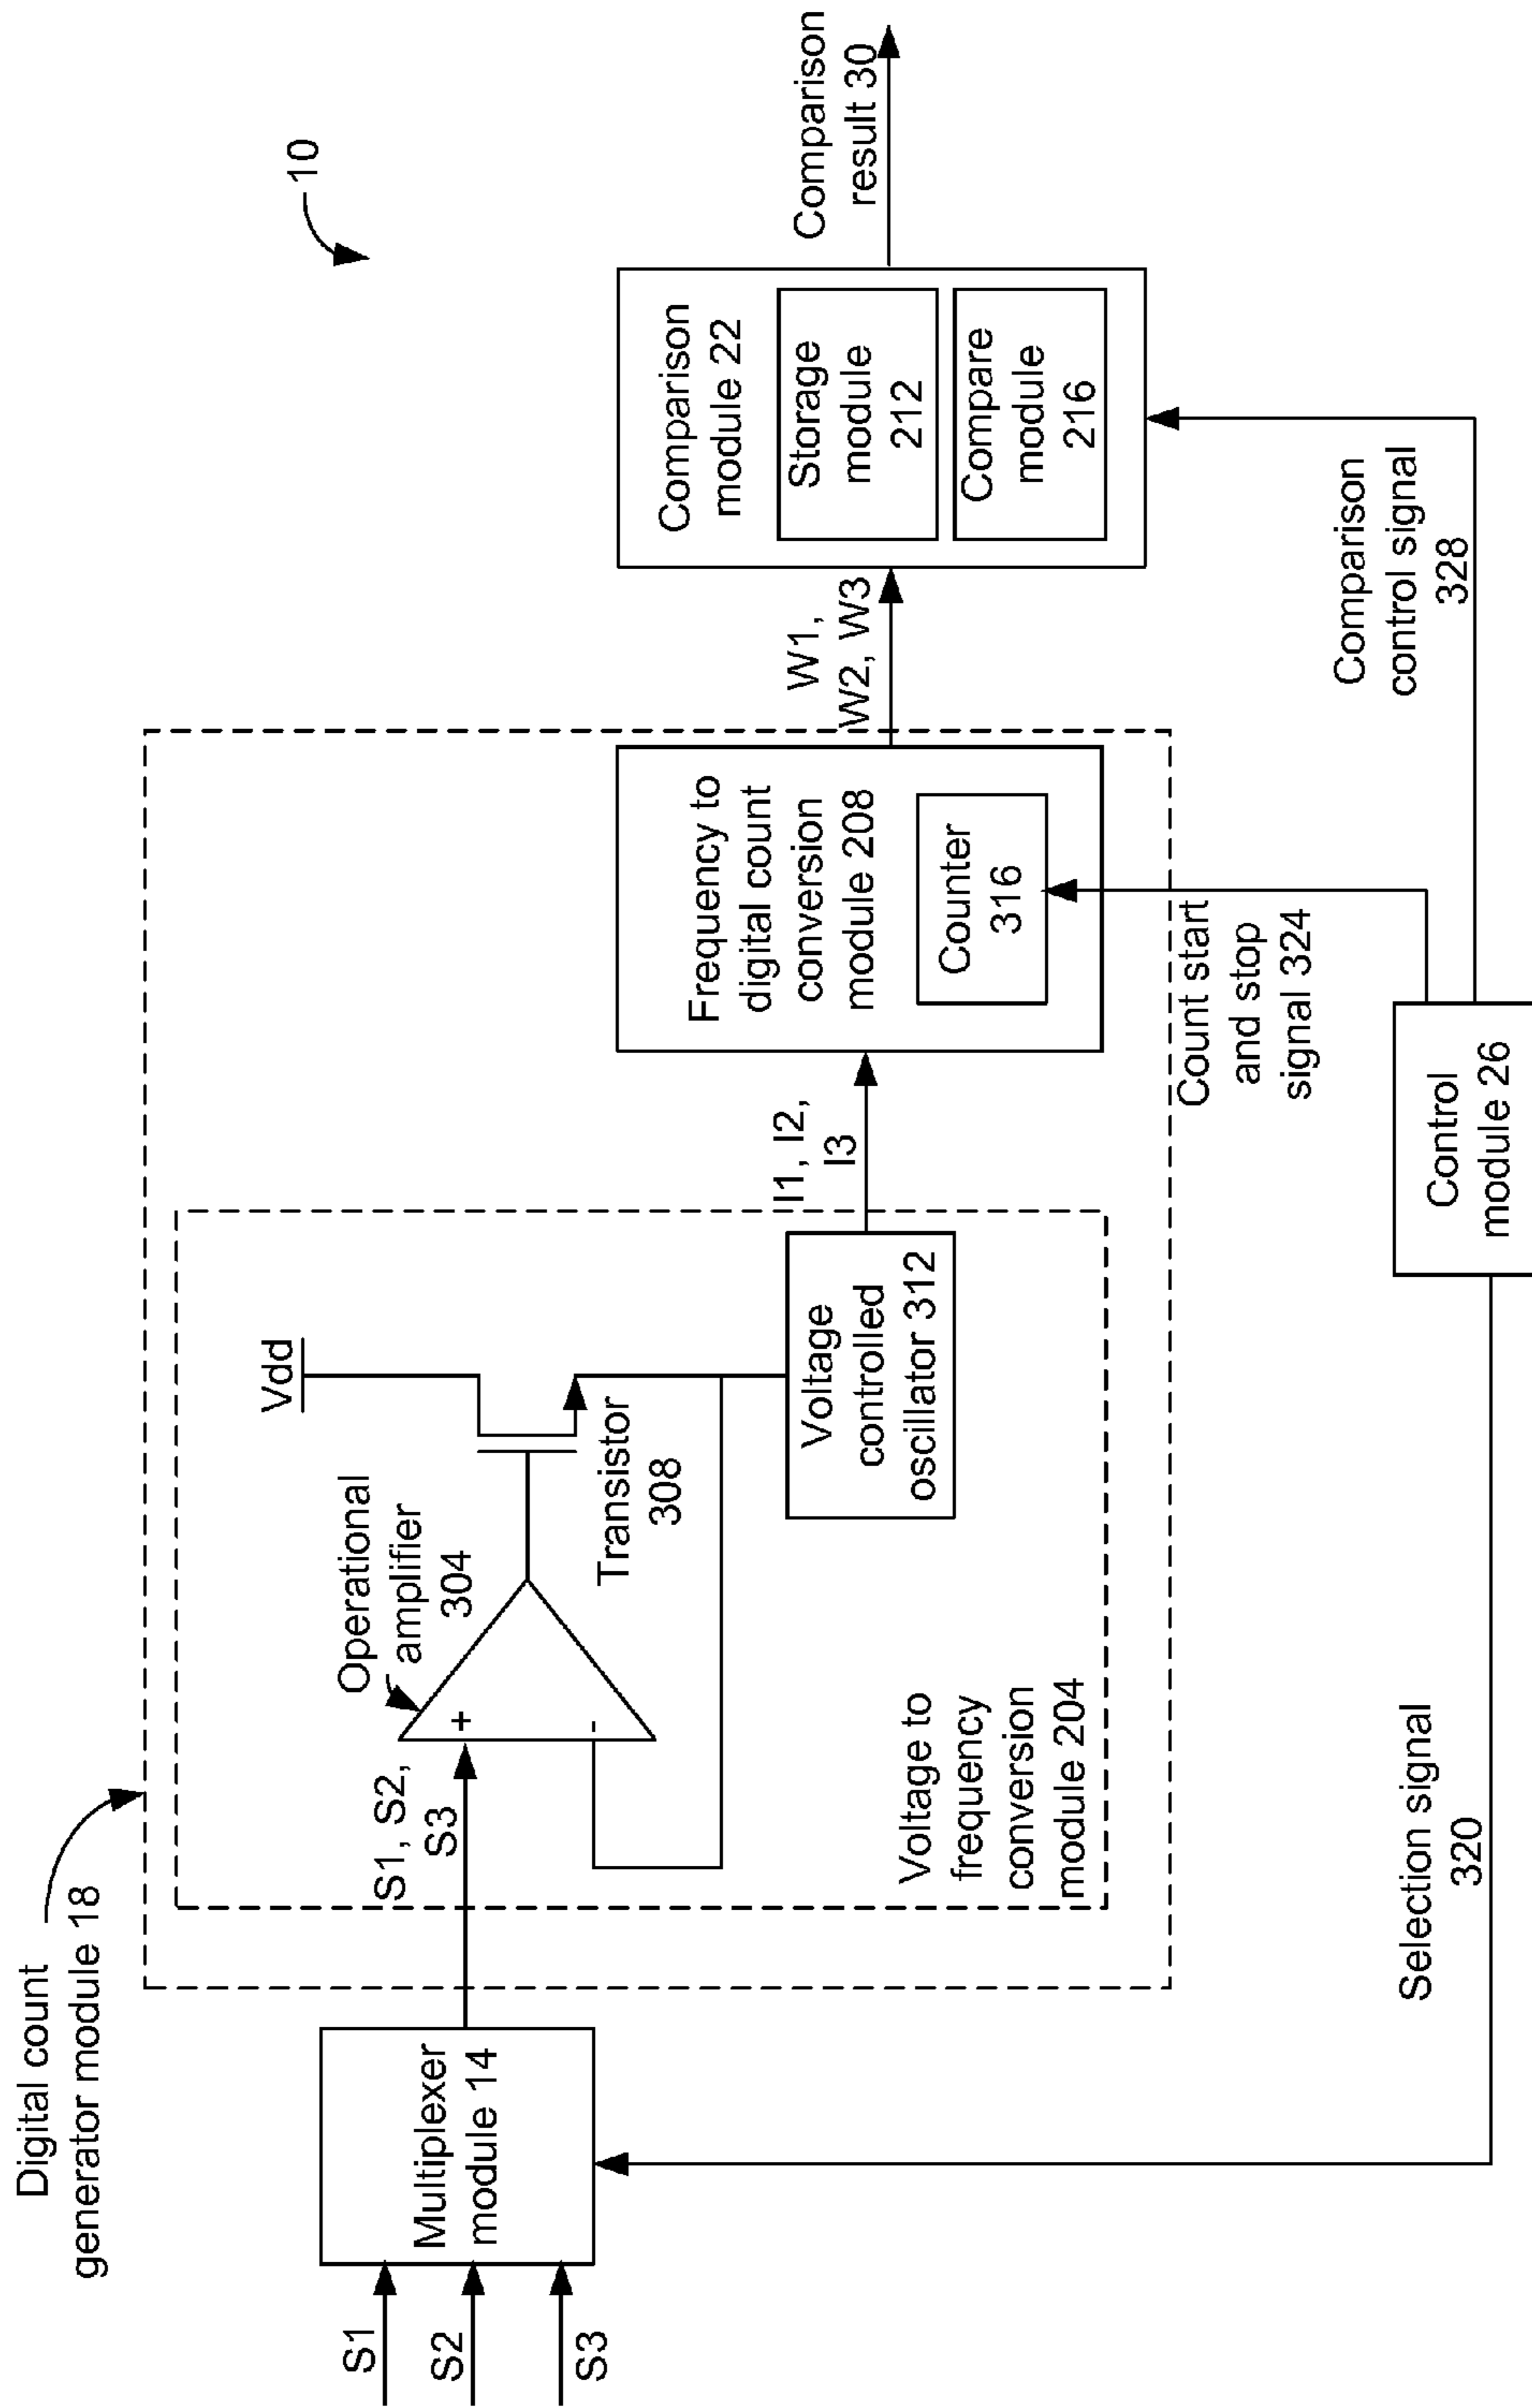 Digital count
generator module 18
10
S1
S2
S3
Multiplexer
module 14
S1, S2,
S3
Operational
amplifier
304
+
-
Vdd
Transistor
308
Voltage
controlled
oscillator 312
Voltage to
frequency
conversion
module 204
I1, I2,
I3
Frequency to
digital count
conversion
module 208
Counter
316
W1,
W2, W3
Comparison
module 22
Storage
module
212
Compare
module
216
Comparison
result 30
Count start
and stop
signal 324
Comparison
control signal
328
Control
module 26
Selection signal
320